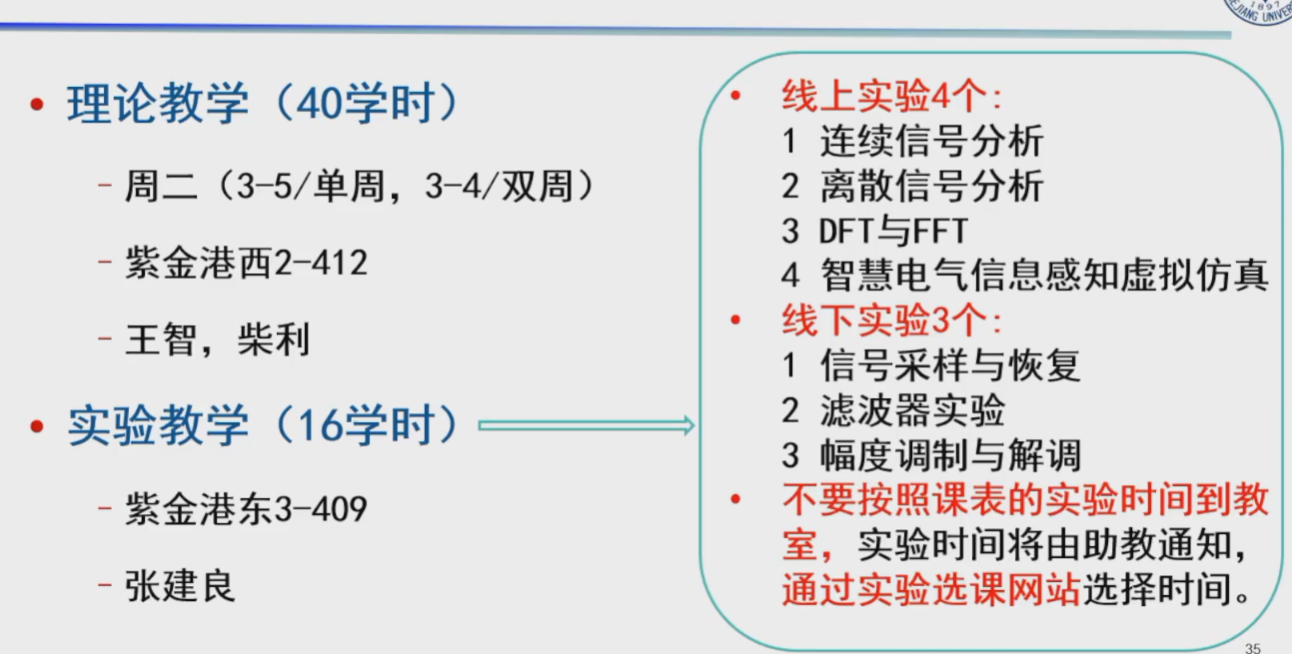 JIANG UNIVER
1897
• 理论教学（40学时）
– 周二（3-5/单周，3-4/双周）
– 紫金港西2-412
– 王智，柴利
• 实验教学（16学时）
– 紫金港东3-409
– 张建良
• 线上实验4个：
1 连续信号分析
2 离散信号分析
3 DFT与FFT
4 智慧电气信息感知虚拟仿真
• 线下实验3个：
1 信号采样与恢复
2 滤波器实验
3 幅度调制与解调
• 不要按照课表的实验时间到教
室，实验时间将由助教通知，
通过实验选课网站选择时间。
35